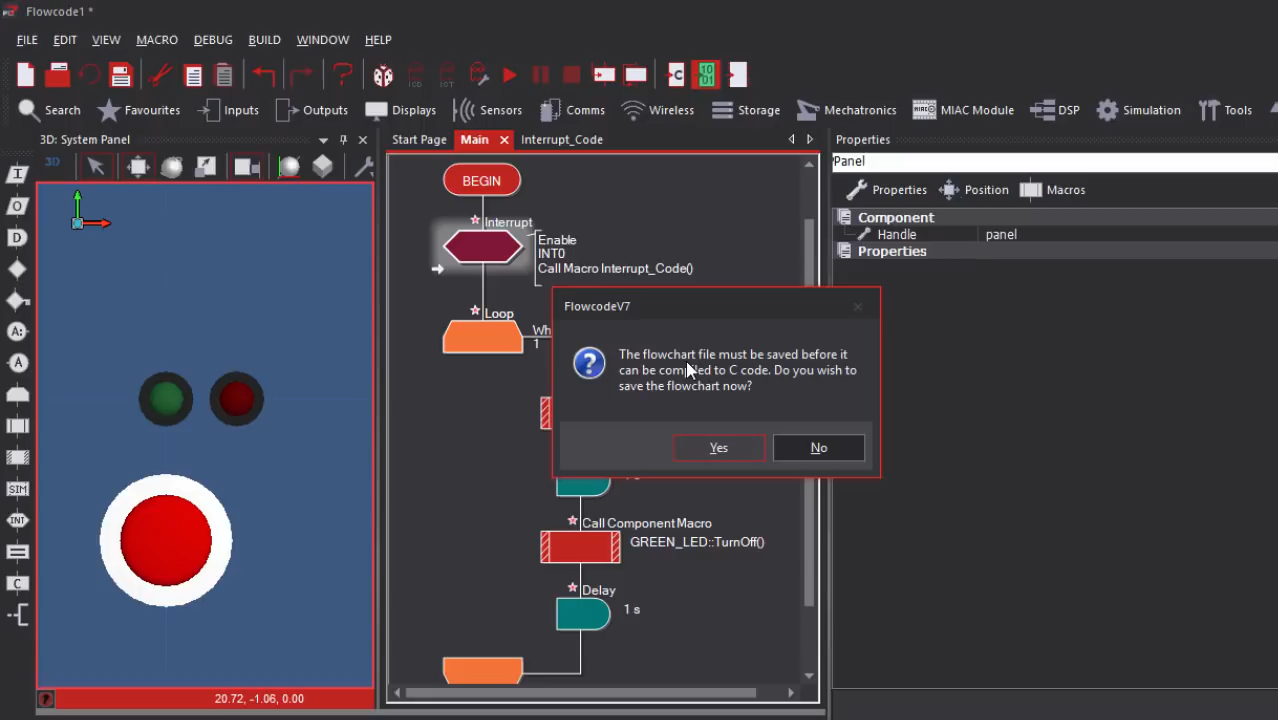 Flowcode1 *
FILE EDIT VIEW MACRO DEBUG BUILD WINDOW HELP
Search Favourites Inputs Outputs Displays Sensors Comms Wireless Storage Mechatronics MIAC Module DSP Simulation Tools
3D: System Panel
Start Page Main Interrupt_Code
Properties
3D
Panel
BEGIN
Properties Position Macros
Component
Handle panel
Properties
Interrupt
Enable
INT0
Call Macro Interrupt_Code()
Loop
Wh
1
FlowcodeV7
The flowchart file must be saved before it
can be compiled to C code. Do you wish to
save the flowchart now?
Yes No
Call Component Macro
GREEN_LED::TurnOff()
Delay
1 s
20.72, -1.06, 0.00
I
O
D
A:
A
SIM
INT
C